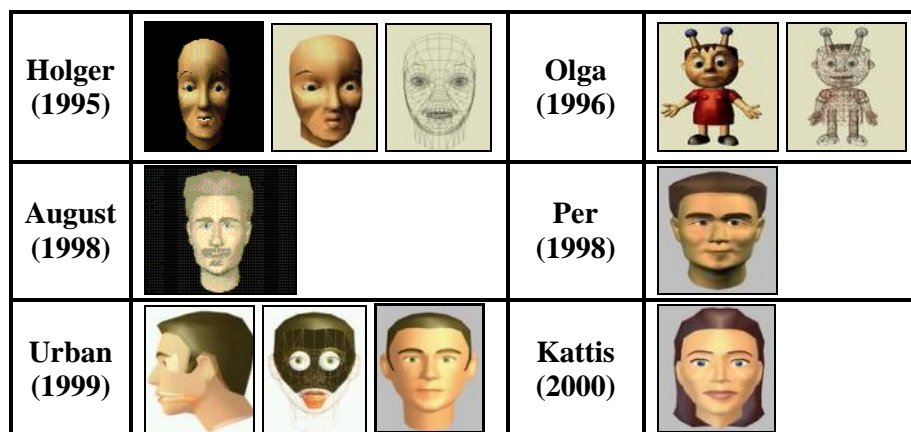 Holger
(1995)
Olga
(1996)
August
(1998)
Per
(1998)
Urban
(1999)
Kattis
(2000)